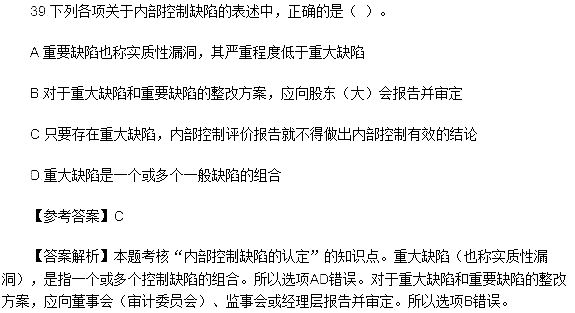 39 下列各项关于内部控制缺陷的表述中，正确的是（ ）。
A 重要缺陷也称实质性漏洞，其严重程度低于重大缺陷
B 对于重大缺陷和重要缺陷的整改方案，应向股东（大）会报告并审定
C 只要存在重大缺陷，内部控制评价报告就不得做出内部控制有效的结论
D 重大缺陷是一个或多个一般缺陷的组合
【参考答案】C
【答案解析】本题考核“内部控制缺陷的认定”的知识点。重大缺陷（也称实质性漏
洞），是指一个或多个控制缺陷的组合。所以选项AD错误。对于重大缺陷和重要缺陷的整改
方案，应向董事会（审计委员会）、监事会或经理层报告并审定。所以选项B错误。